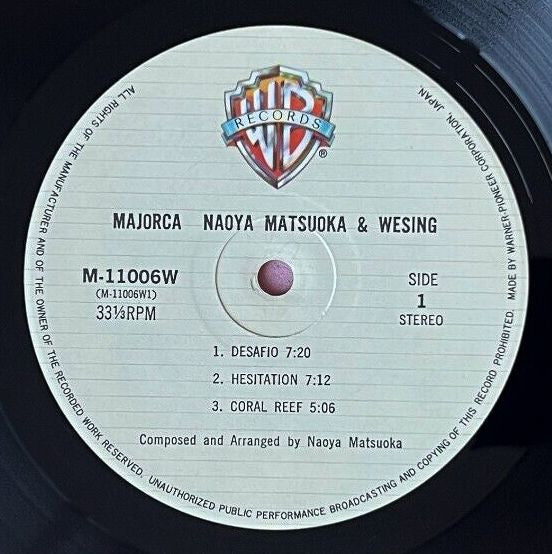 RECORDS
WB
®
MAJORCA NAOYA MATSUOKA & WESING
M-11006W
(M-11006W1)
33⅓RPM
SIDE
1
STEREO
1. DESAFIO 7:20
2. HESITATION 7:12
3. CORAL REEF 5:06
Composed and Arranged by Naoya Matsuoka
ALL RIGHTS OF THE MANUFACTURER AND OF THE OWNER OF THE RECORDED WORK RESERVED. UNAUTHORIZED PUBLIC PERFORMANCE BROADCASTING AND COPYING OF THIS RECORD PROHIBITED. MADE BY WARNER-PIONEER CORPORATION, JAPAN